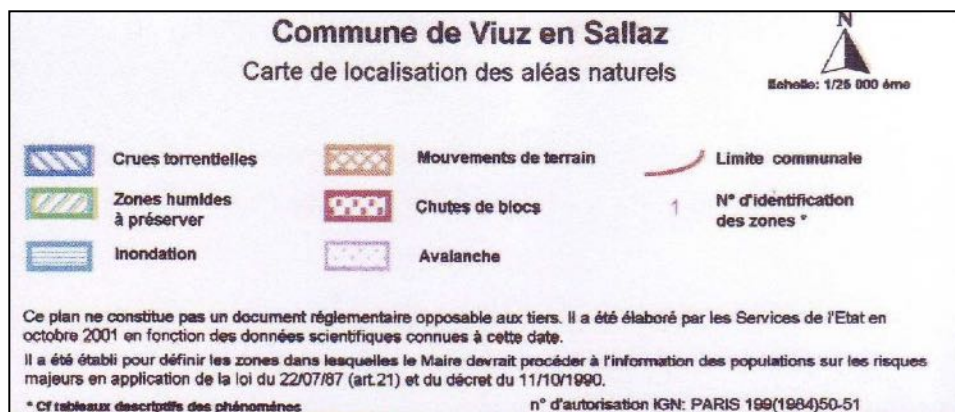 Commune de Viuz en Sallaz
Carte de localisation des aléas naturels
N
Echelle: 1/25 000 ème
Crues torrentielles
Zones humides
à préserver
Inondation
Mouvements de terrain
Chutes de blocs
Avalanche
Limite communale
1
N° d'identification
des zones *
Ce plan ne constitue pas un document réglementaire opposable aux tiers. Il a été élaboré par les Services de l'Etat en
octobre 2001 en fonction des données scientifiques connues à cette date.
Il a été établi pour définir les zones dans lesquelles le Maire devrait procéder à l'information des populations sur les risques
majeurs en application de la loi du 22/07/87 (art.21) et du décret du 11/10/1990.
* Cf tableaux descriptifs des phénomènes
n° d'autorisation IGN: PARIS 199(1984)50-51